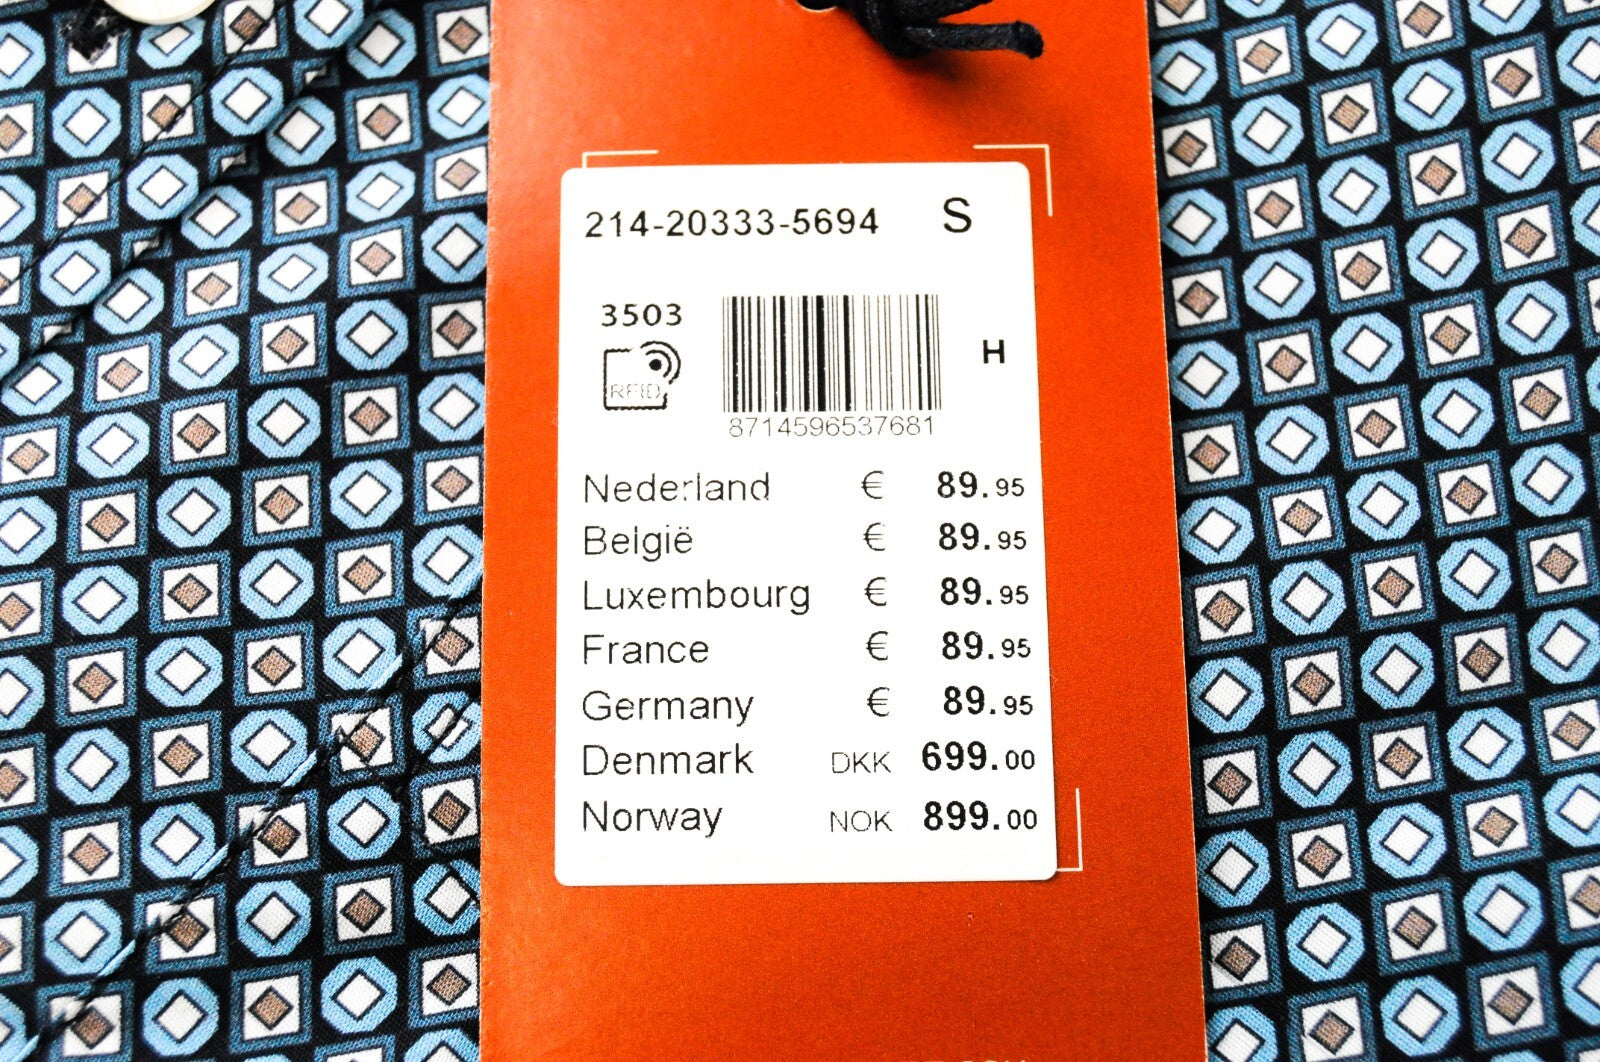 214-20333-5694 S
3503
RFID
H
8714596537681
Nederland € 89.95
België € 89.95
Luxembourg € 89.95
France € 89.95
Germany € 89.95
Denmark DKK 699.00
Norway NOK 899.00